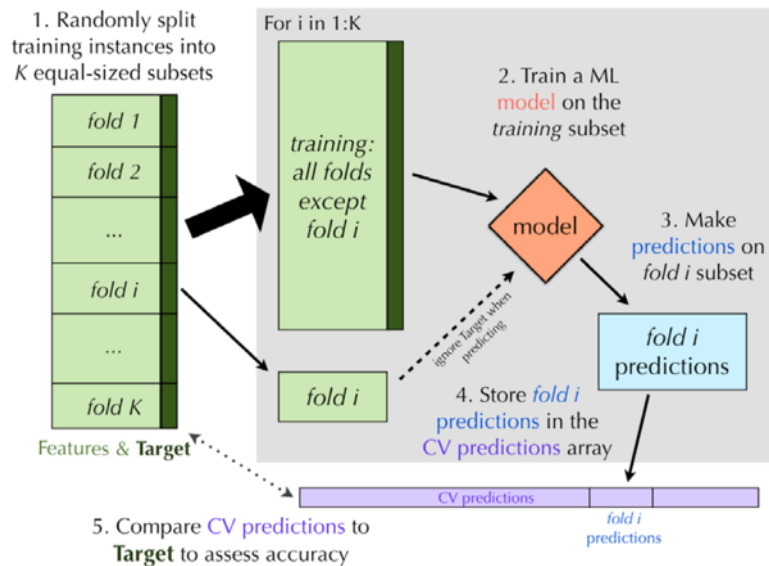 1. Randomly split
training instances into
K equal-sized subsets
fold 1
fold 2
...
fold i
...
fold K
Features & Target
For i in 1:K
training:
all folds
except
fold i
2. Train a ML
model on the
training subset
model
3. Make
predictions on
fold i subset
ignore Target when
predicting
fold i
fold i
predictions
4. Store fold i
predictions in the
CV predictions array
CV predictions
fold i
predictions
5. Compare CV predictions to
Target to assess accuracy